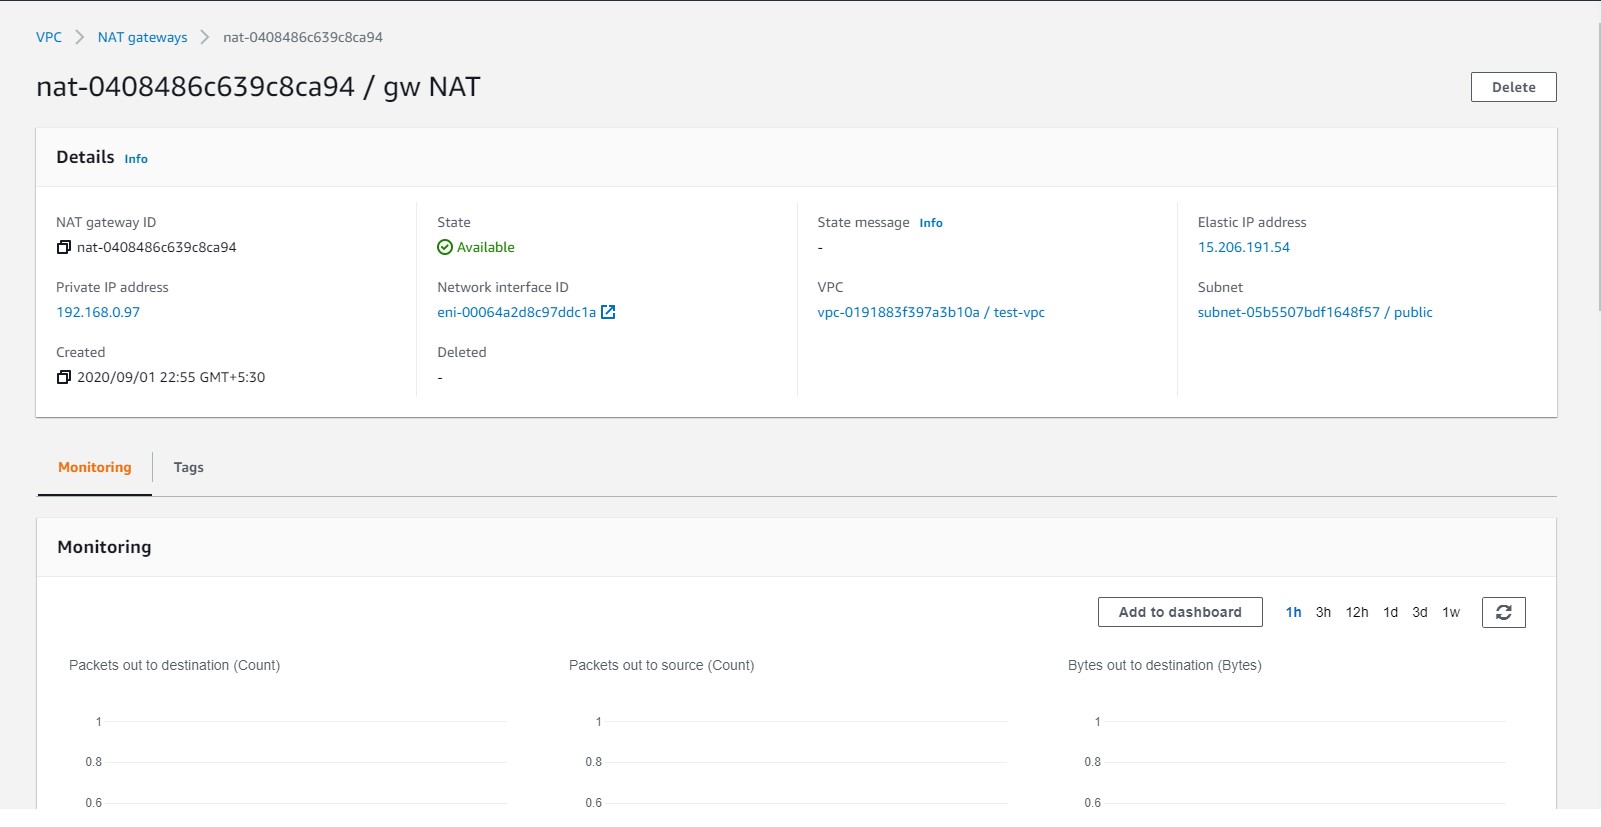 VPC > NAT gateways > nat-0408486c639c8ca94
nat-0408486c639c8ca94 / gw NAT
Delete
Details Info
NAT gateway ID
nat-0408486c639c8ca94
State
Available
State message Info
-
Elastic IP address
15.206.191.54
Private IP address
192.168.0.97
Network interface ID
eni-00064a2d8c97ddc1a
VPC
vpc-0191883f397a3b10a / test-vpc
Subnet
subnet-05b5507bdf1648f57 / public
Created
2020/09/01 22:55 GMT+5:30
Deleted
-
Monitoring
Tags
Monitoring
Add to dashboard
1h 3h 12h 1d 3d 1w
Packets out to destination (Count)
1
0.8
0.6
Packets out to source (Count)
1
0.8
0.6
Bytes out to destination (Bytes)
1
0.8
0.6